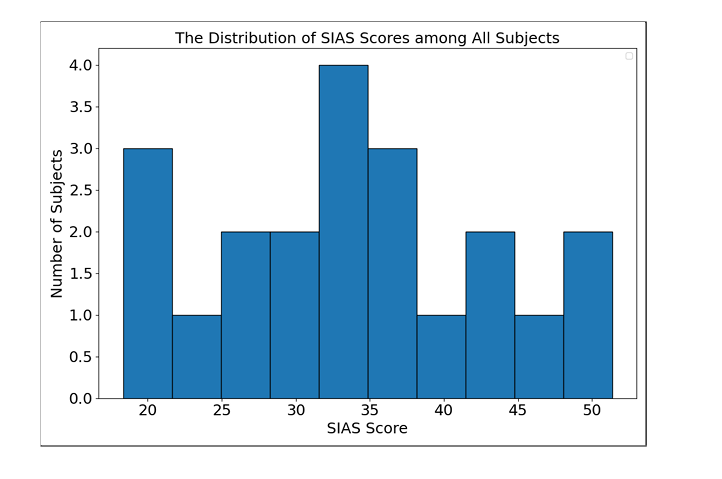 The Distribution of SIAS Scores among All Subjects
4.0
3.5
3.0
2.5
2.0
1.5
1.0
0.5
0.0
Number of Subjects
20 25 30 35 40 45 50
SIAS Score